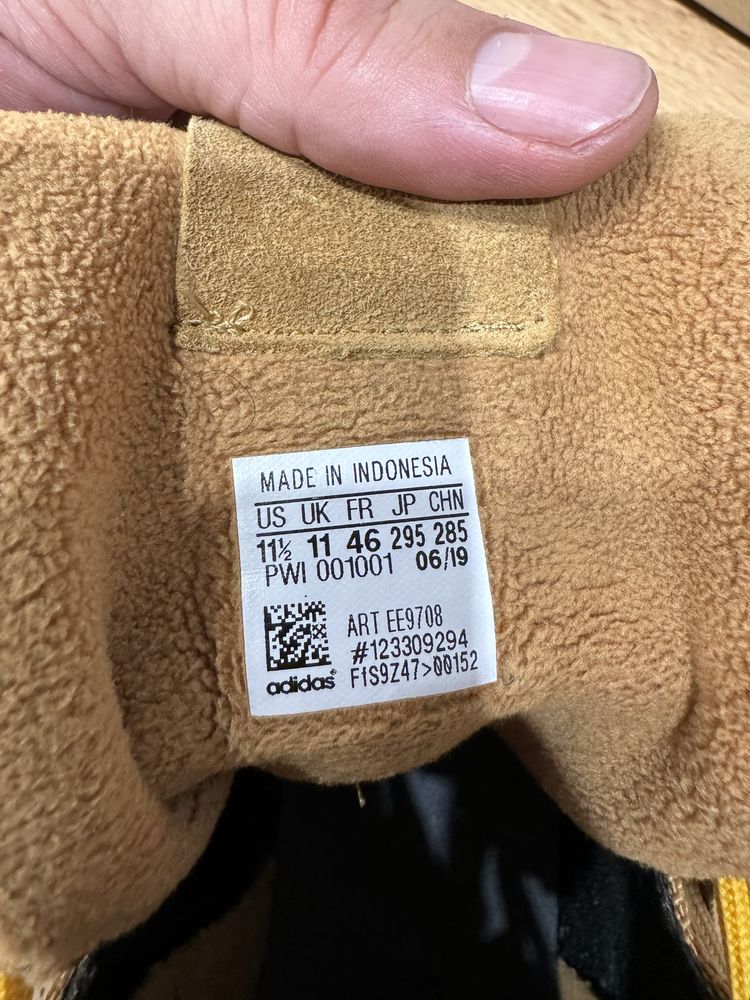 MADE IN INDONESIA
US UK FR JP CHN
11½ 11 46 295 285
PWI 001001 06/19
ART EE9708
#123309294
adidas F1S9Z47>00152